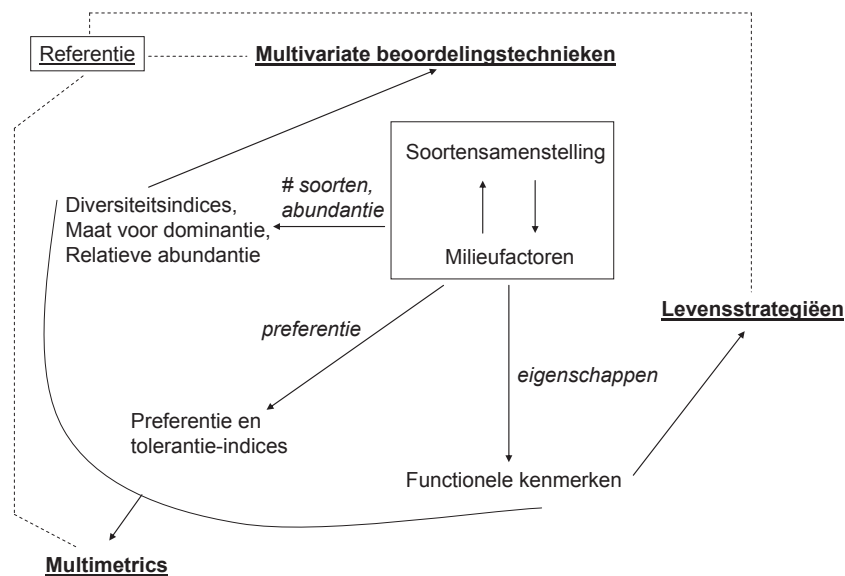 Referentie
Multivariate beoordelingstechnieken
Soortensamenstelling
# soorten,
abundantie
Diversiteitsindices,
Maat voor dominantie,
Relatieve abundantie
Milieufactoren
Levensstrategiëen
preferentie
eigenschappen
Preferentie en
tolerantie-indices
Functionele kenmerken
Multimetrics